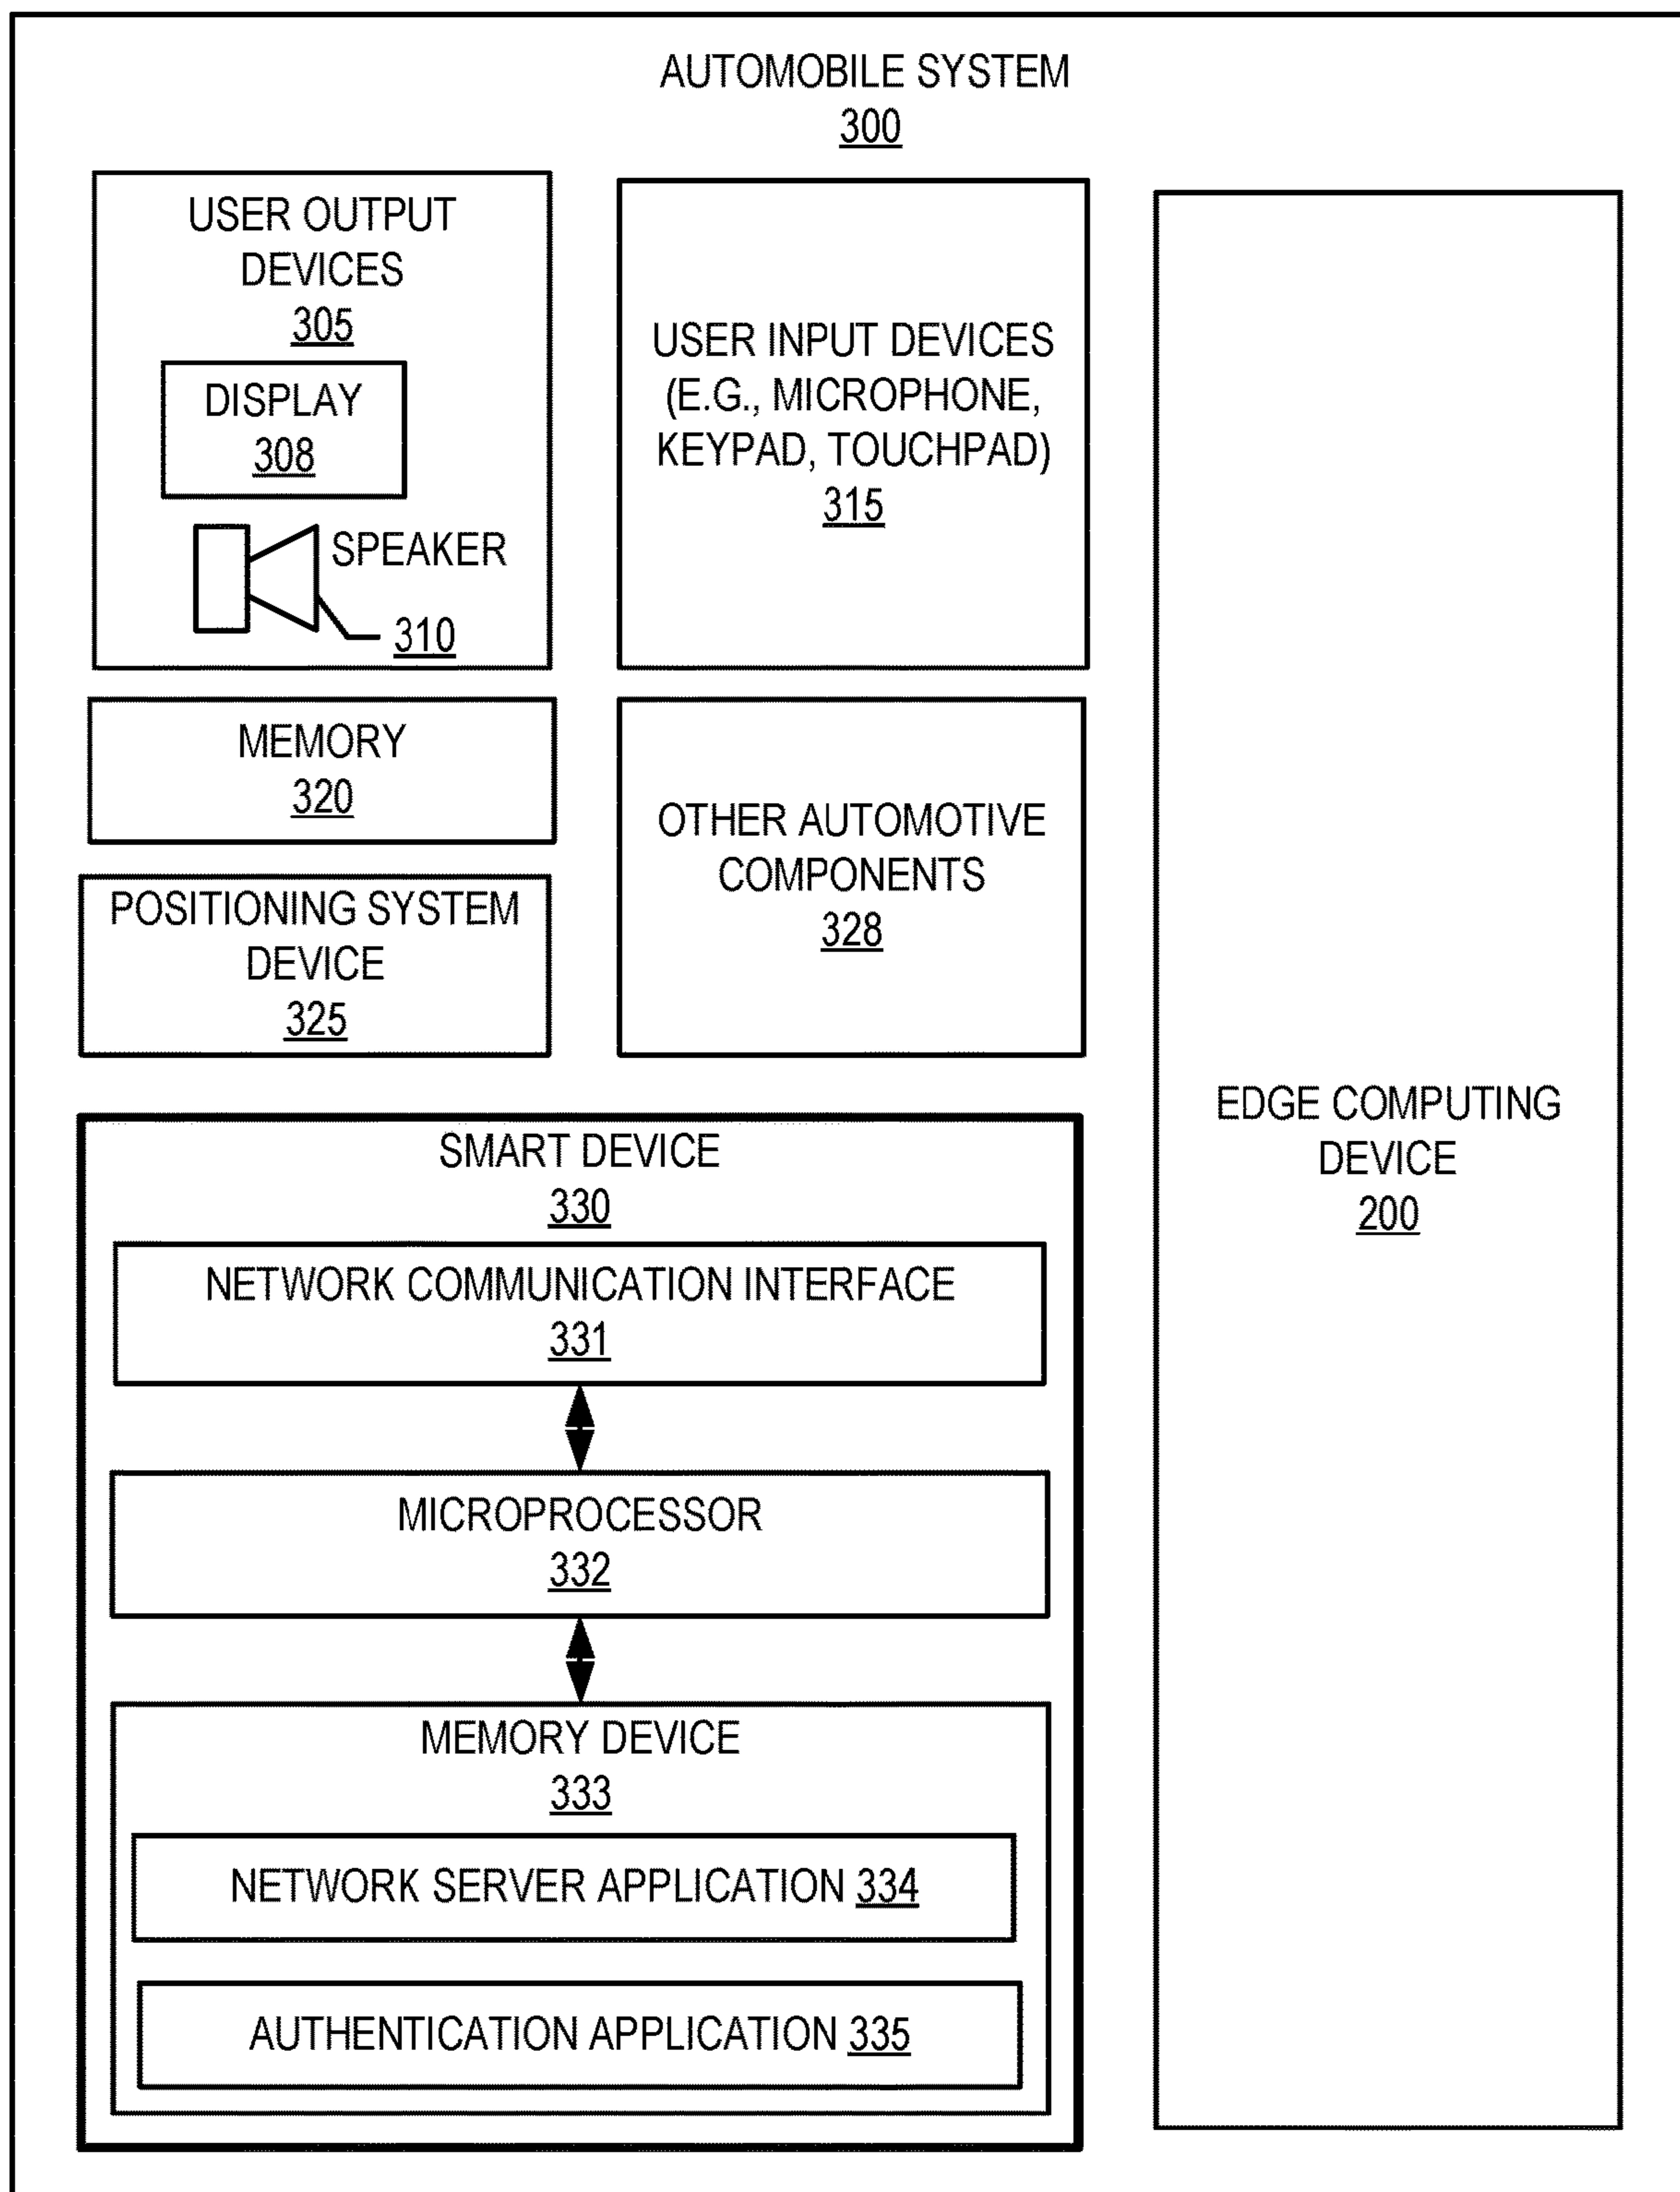 AUTOMOBILE SYSTEM
300
USER OUTPUT
DEVICES
305
DISPLAY
308
SPEAKER
310
USER INPUT DEVICES
(E.G., MICROPHONE,
KEYPAD, TOUCHPAD)
315
MEMORY
320
OTHER AUTOMOTIVE
COMPONENTS
328
POSITIONING SYSTEM
DEVICE
325
EDGE COMPUTING
DEVICE
200
SMART DEVICE
330
NETWORK COMMUNICATION INTERFACE
331
MICROPROCESSOR
332
MEMORY DEVICE
333
NETWORK SERVER APPLICATION 334
AUTHENTICATION APPLICATION 335